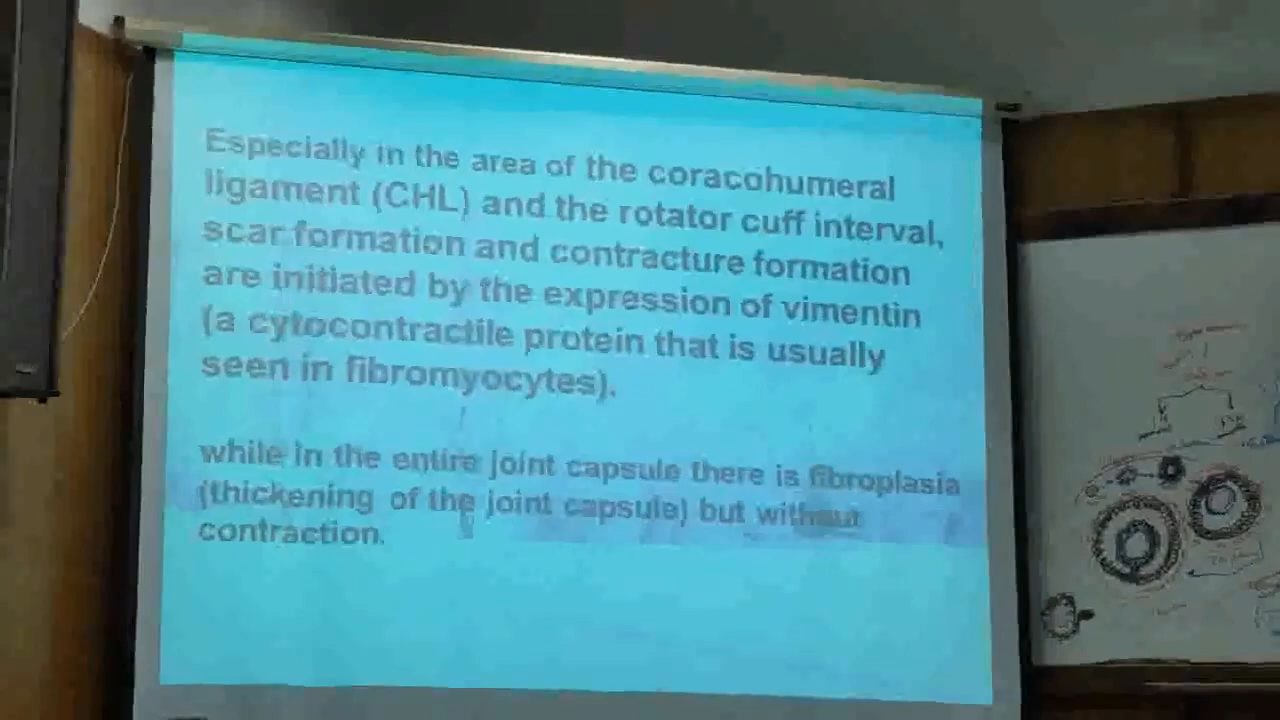 Especially in the area of the coracohumeral
ligament (CHL) and the rotator cuff interval,
scar formation and contracture formation
are initiated by the expression of vimentin
(a cytocontractile protein that is usually
seen in fibromyocytes).
while in the entire joint capsule there is fibroplasia
(thickening of the joint capsule) but without
contraction.